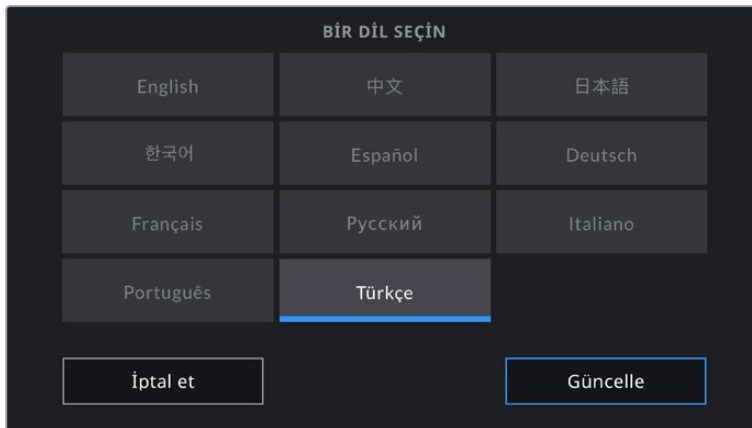 BİR DİL SEÇİN
English 中文 日本語
한국어 Español Deutsch
Français Русский Italiano
Português Türkçe
İptal et Güncelle